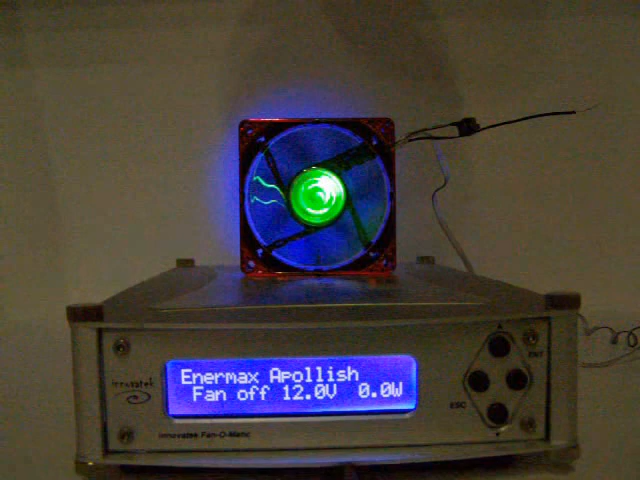 Enermax Apollish
Fan off 12.0V 0.0W
innovatek
ENT
ESC
Innovatek Fan-O-Matic